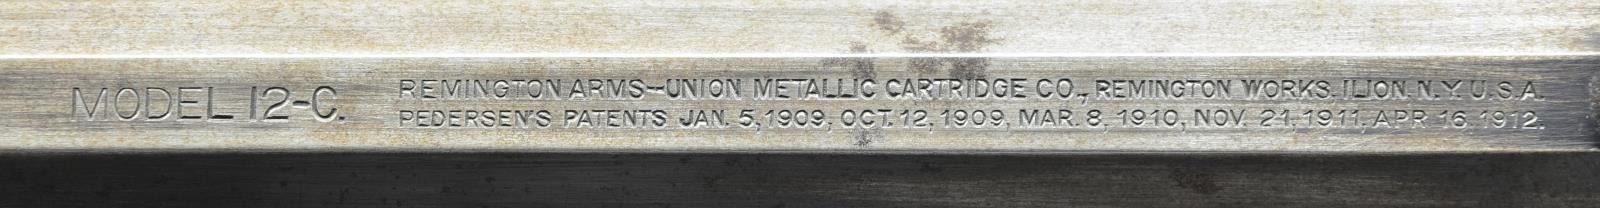 MODEL 12-C.
REMINGTON ARMS--UNION METALLIC CARTRIDGE CO., REMINGTON WORKS. ILION. N.Y. U.S.A.
PEDERSEN'S PATENTS JAN. 5, 1909, OCT. 12, 1909, MAR. 8, 1910, NOV. 21, 1911, APR 16, 1912.